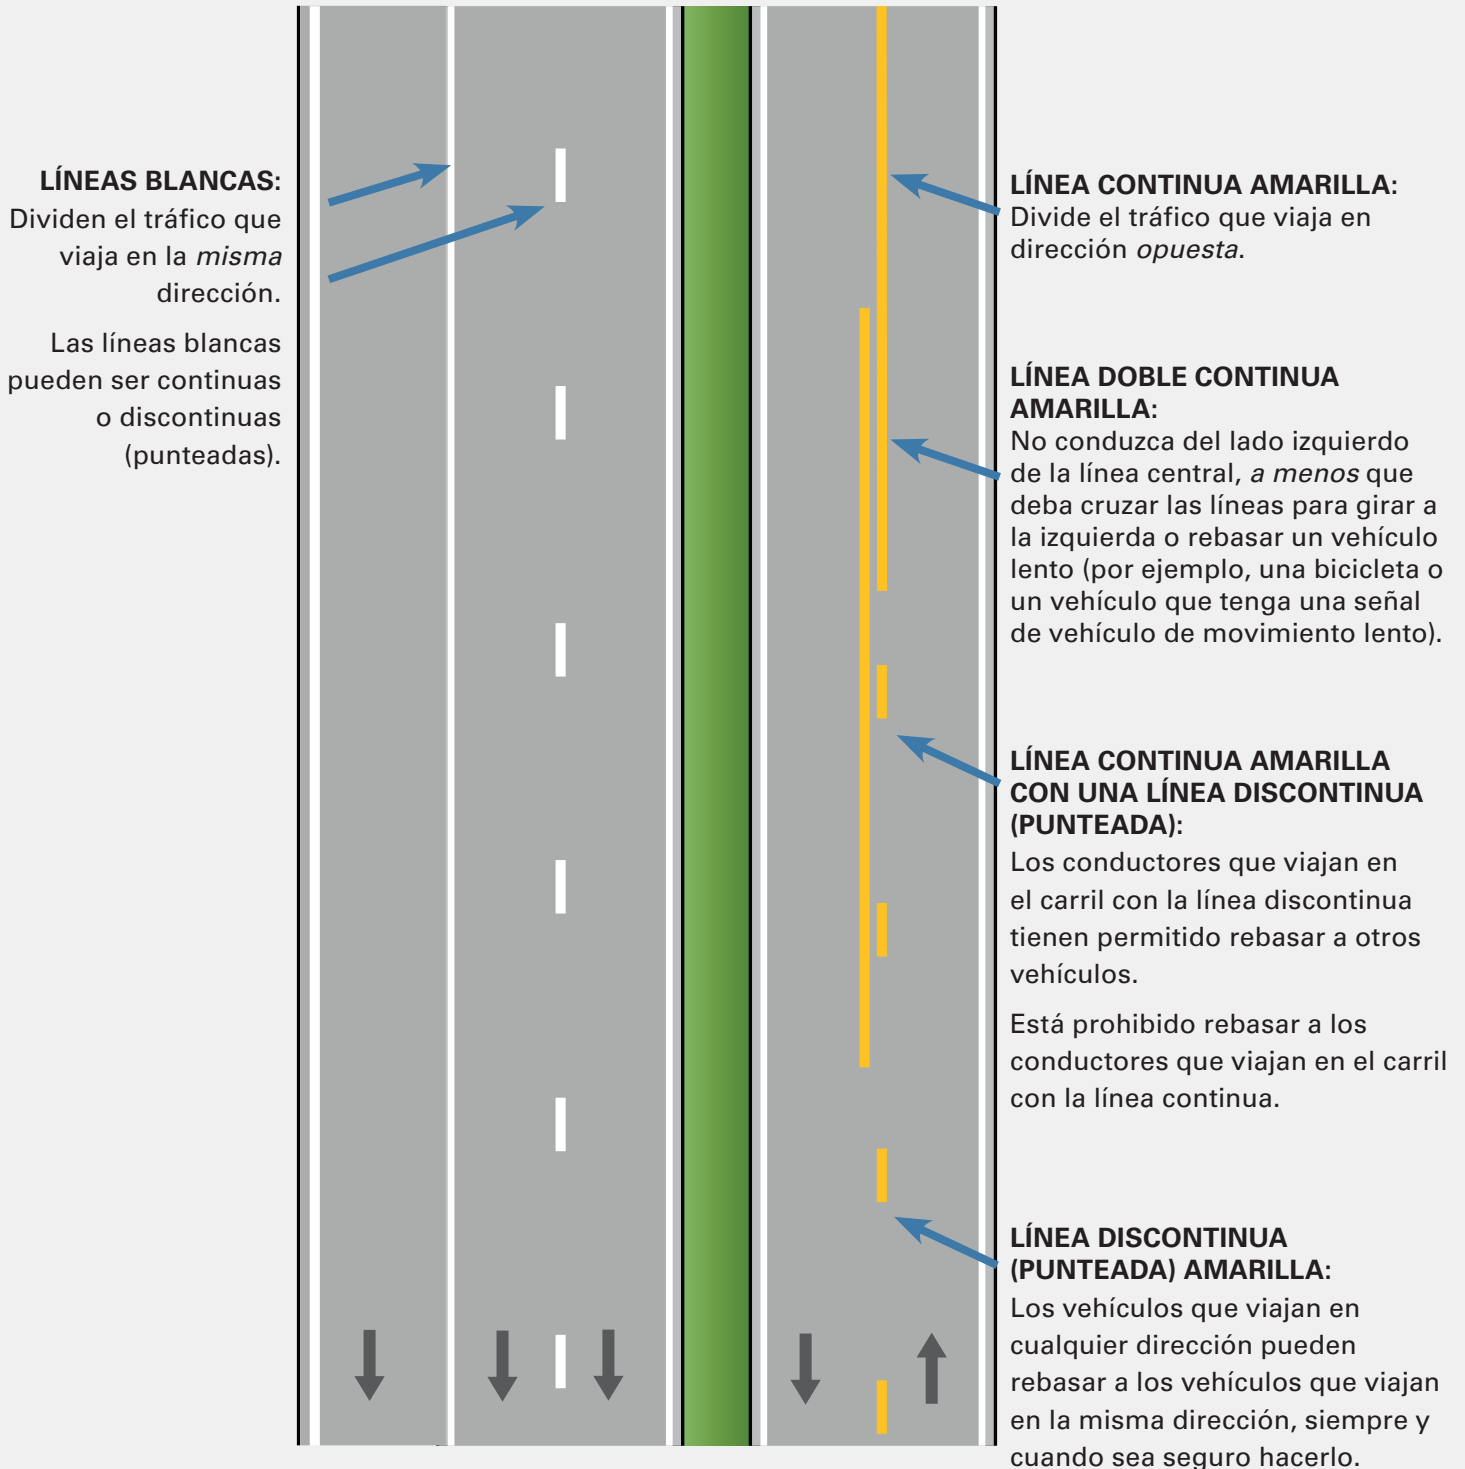 LÍNEAS BLANCAS:
Dividen el tráfico que
viaja en la misma
dirección.
Las líneas blancas
pueden ser continuas
o discontinuas
(punteadas).
LÍNEA CONTINUA AMARILLA:
Divide el tráfico que viaja en
dirección opuesta.
LÍNEA DOBLE CONTINUA
AMARILLA:
No conduzca del lado izquierdo
de la línea central, a menos que
deba cruzar las líneas para girar a
la izquierda o rebasar un vehículo
lento (por ejemplo, una bicicleta o
un vehículo que tenga una señal
de vehículo de movimiento lento).
LÍNEA CONTINUA AMARILLA
CON UNA LÍNEA DISCONTINUA
(PUNTEADA):
Los conductores que viajan en
el carril con la línea discontinua
tienen permitido rebasar a otros
vehículos.
Está prohibido rebasar a los
conductores que viajan en el carril
con la línea continua.
LÍNEA DISCONTINUA
(PUNTEADA) AMARILLA:
Los vehículos que viajan en
cualquier dirección pueden
rebasar a los vehículos que viajan
en la misma dirección, siempre y
cuando sea seguro hacerlo.